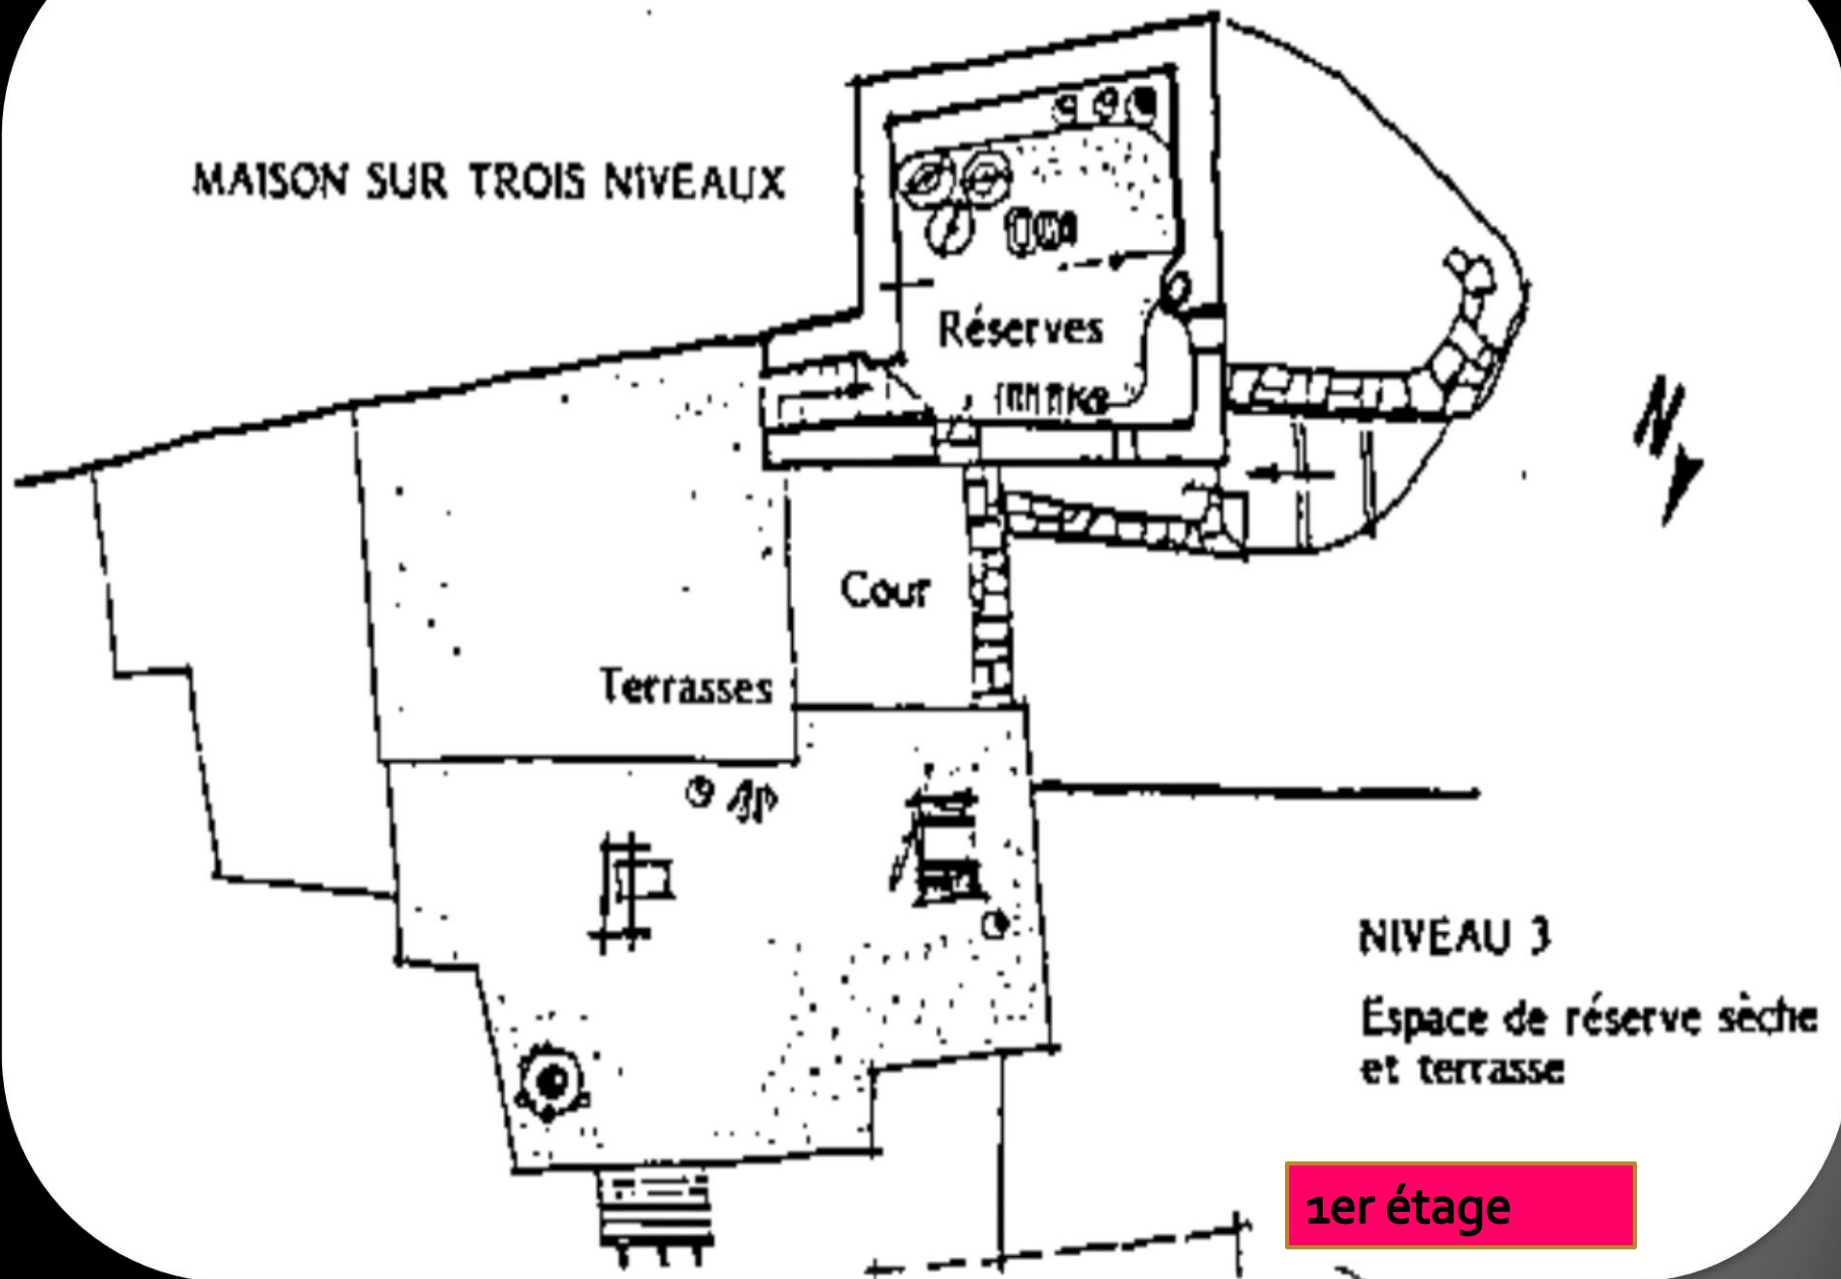 MAISON SUR TROIS NIVEAUX
Réserves
N
Cour
Terrasses
NIVEAU 3
Espace de réserve sèche
et terrasse
1er étage